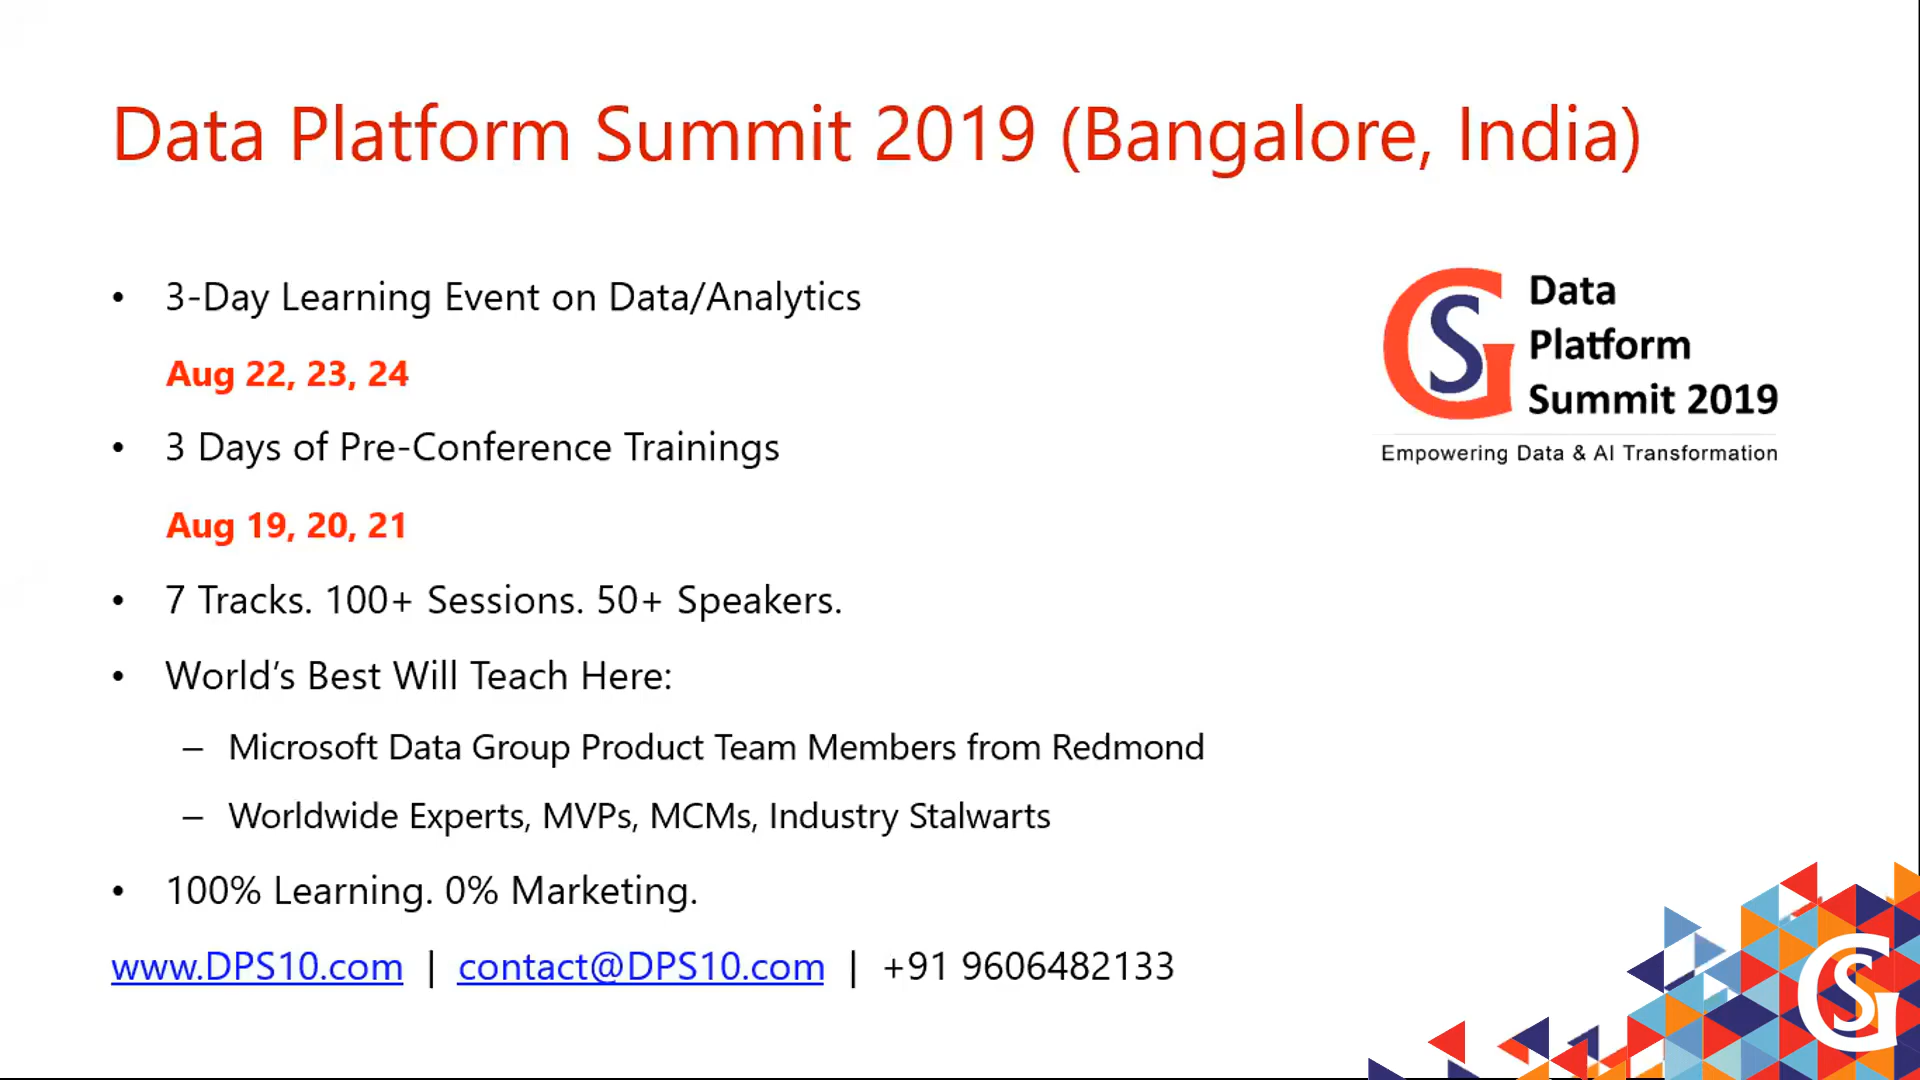 Data Platform Summit 2019 (Bangalore, India)
• 3-Day Learning Event on Data/Analytics
Aug 22, 23, 24
• 3 Days of Pre-Conference Trainings
Aug 19, 20, 21
• 7 Tracks. 100+ Sessions. 50+ Speakers.
• World’s Best Will Teach Here:
– Microsoft Data Group Product Team Members from Redmond
– Worldwide Experts, MVPs, MCMs, Industry Stalwarts
• 100% Learning. 0% Marketing.
www.DPS10.com | contact@DPS10.com | +91 9606482133
GS
Data
Platform
Summit 2019
Empowering Data & AI Transformation
GS